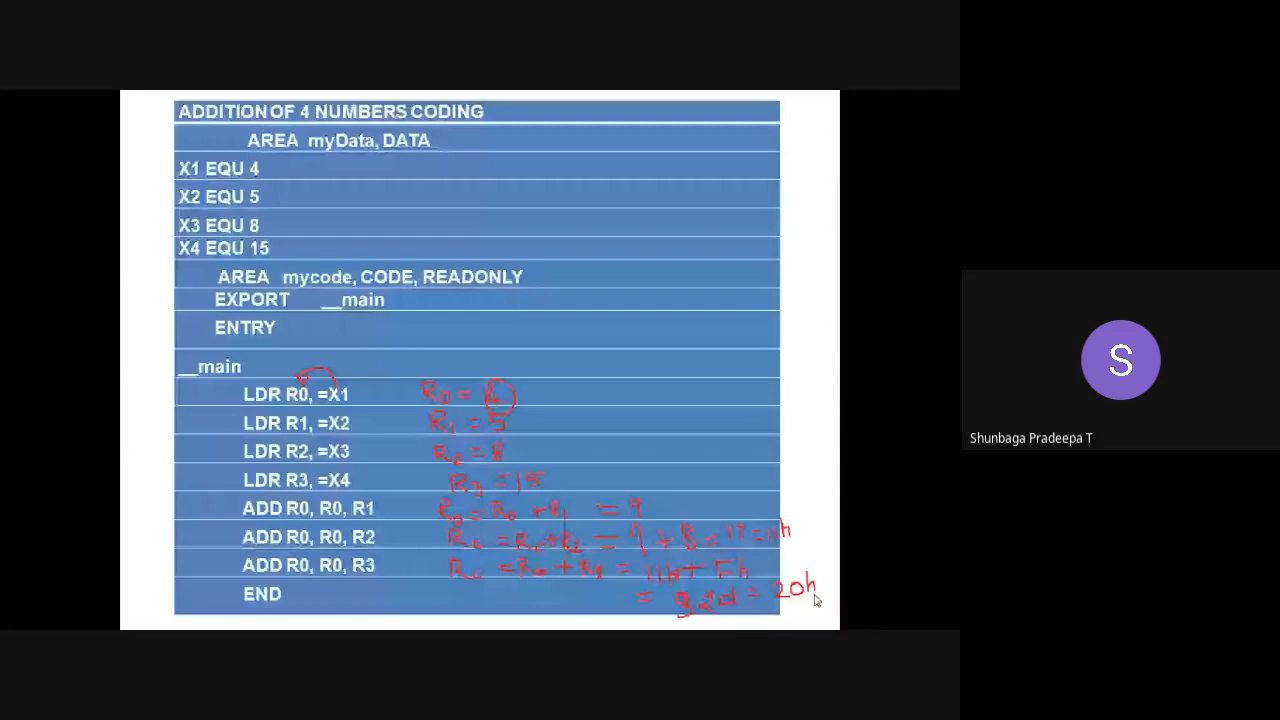 ADDITION OF 4 NUMBERS CODING
AREA myData, DATA
X1 EQU 4
X2 EQU 5
X3 EQU 8
X4 EQU 15
AREA mycode, CODE, READONLY
EXPORT __main
ENTRY
__main
LDR R0, =X1 R0 = 4
LDR R1, =X2 R1 = 5
LDR R2, =X3 R2 = 8
LDR R3, =X4 R3 = 15
ADD R0, R0, R1 R0 = R0 + R1 = 9
ADD R0, R0, R2 R0 = R0 + R2 = 9 + 8 = 17 = 11h
ADD R0, R0, R3 R0 = R0 + R3 = 11h + Fh
END = 32d = 20h
S
Shunbaga Pradeepa T